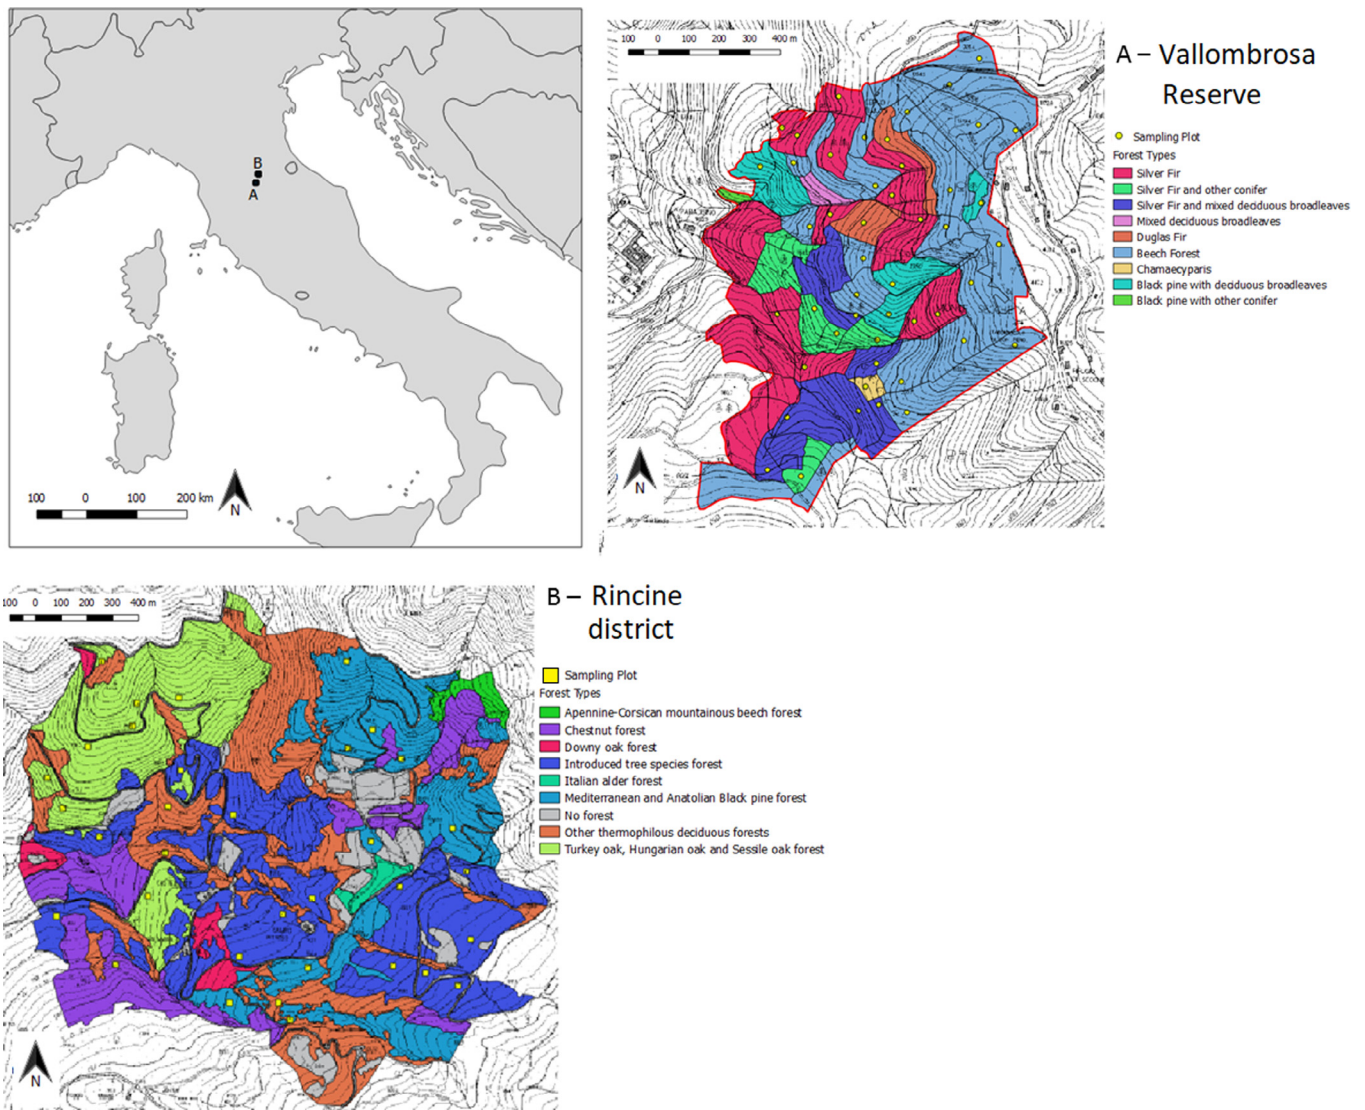 B
A
100 0 100 200 km
N
100 0 100 200 300 400 m
N
A – Vallombrosa
Reserve
Sampling Plot
Forest Types
Silver Fir
Silver Fir and other conifer
Silver Fir and mixed deciduous broadleaves
Mixed deciduous broadleaves
Duglas Fir
Beech Forest
Chamaecyparis
Black pine with deciduous broadleaves
Black pine with other conifer
100 0 100 200 300 400 m
N
B – Rincine
district
Sampling Plot
Forest Types
Apennine-Corsican mountainous beech forest
Chestnut forest
Downy oak forest
Introduced tree species forest
Italian alder forest
Mediterranean and Anatolian Black pine forest
No forest
Other thermophilous deciduous forests
Turkey oak, Hungarian oak and Sessile oak forest